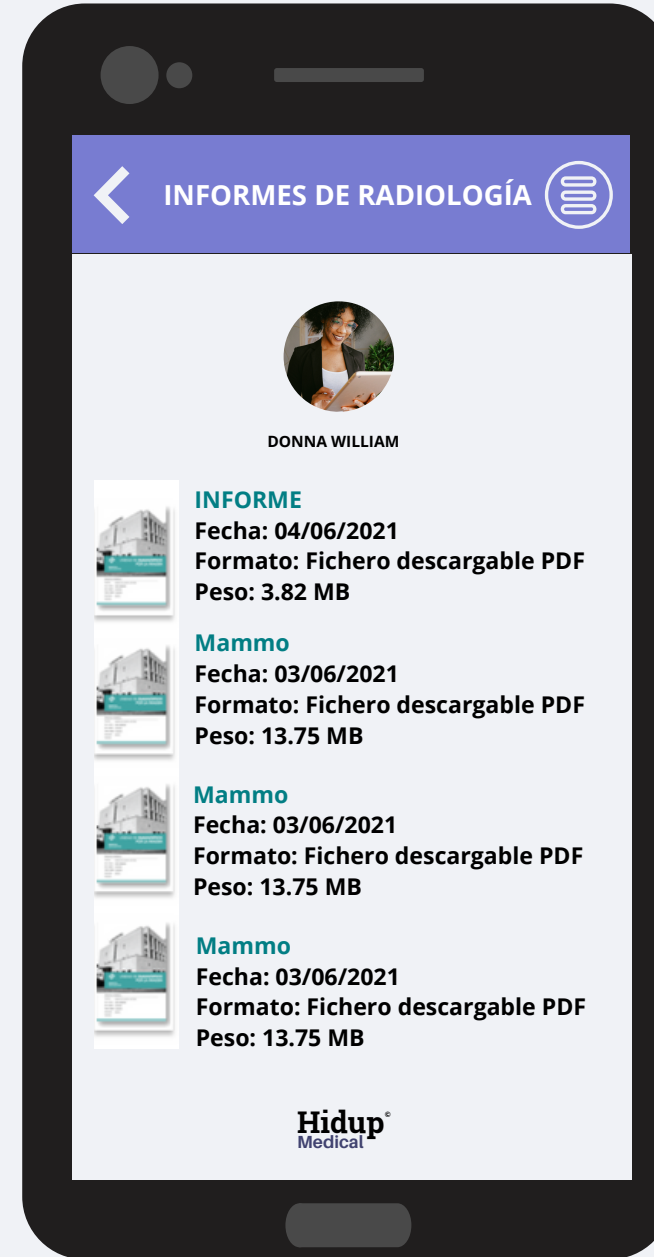 INFORMES DE RADIOLOGÍA
DONNA WILLIAM
INFORME
Fecha: 04/06/2021
Formato: Fichero descargable PDF
Peso: 3.82 MB
Mammo
Fecha: 03/06/2021
Formato: Fichero descargable PDF
Peso: 13.75 MB
Mammo
Fecha: 03/06/2021
Formato: Fichero descargable PDF
Peso: 13.75 MB
Mammo
Fecha: 03/06/2021
Formato: Fichero descargable PDF
Peso: 13.75 MB
Hidup©
Medical